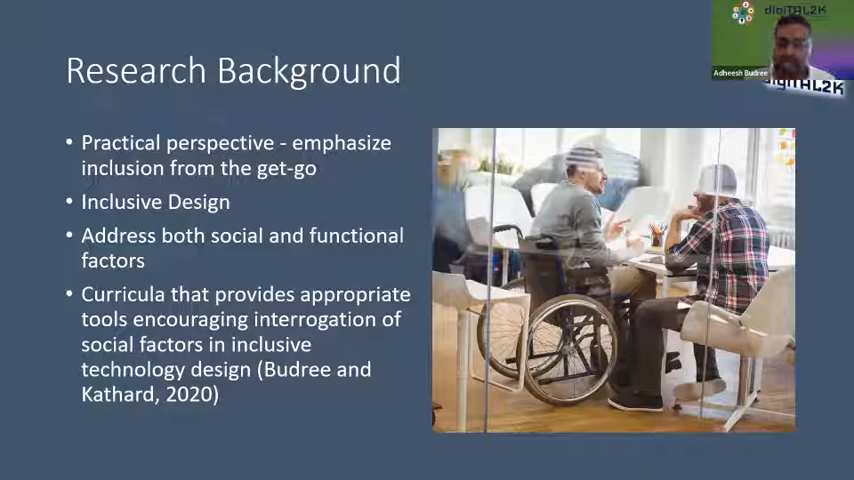 digiTAL2K
Adheesh Budree
digiTAL2K
Research Background
• Practical perspective - emphasize
inclusion from the get-go
• Inclusive Design
• Address both social and functional
factors
• Curricula that provides appropriate
tools encouraging interrogation of
social factors in inclusive
technology design (Budree and
Kathard, 2020)